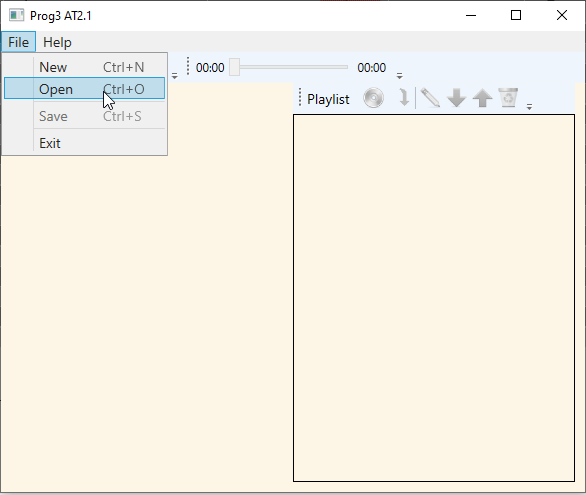 Prog3 AT2.1
File Help
New Ctrl+N
00:00 00:00
Open Ctrl+O
Playlist
Save Ctrl+S
Exit